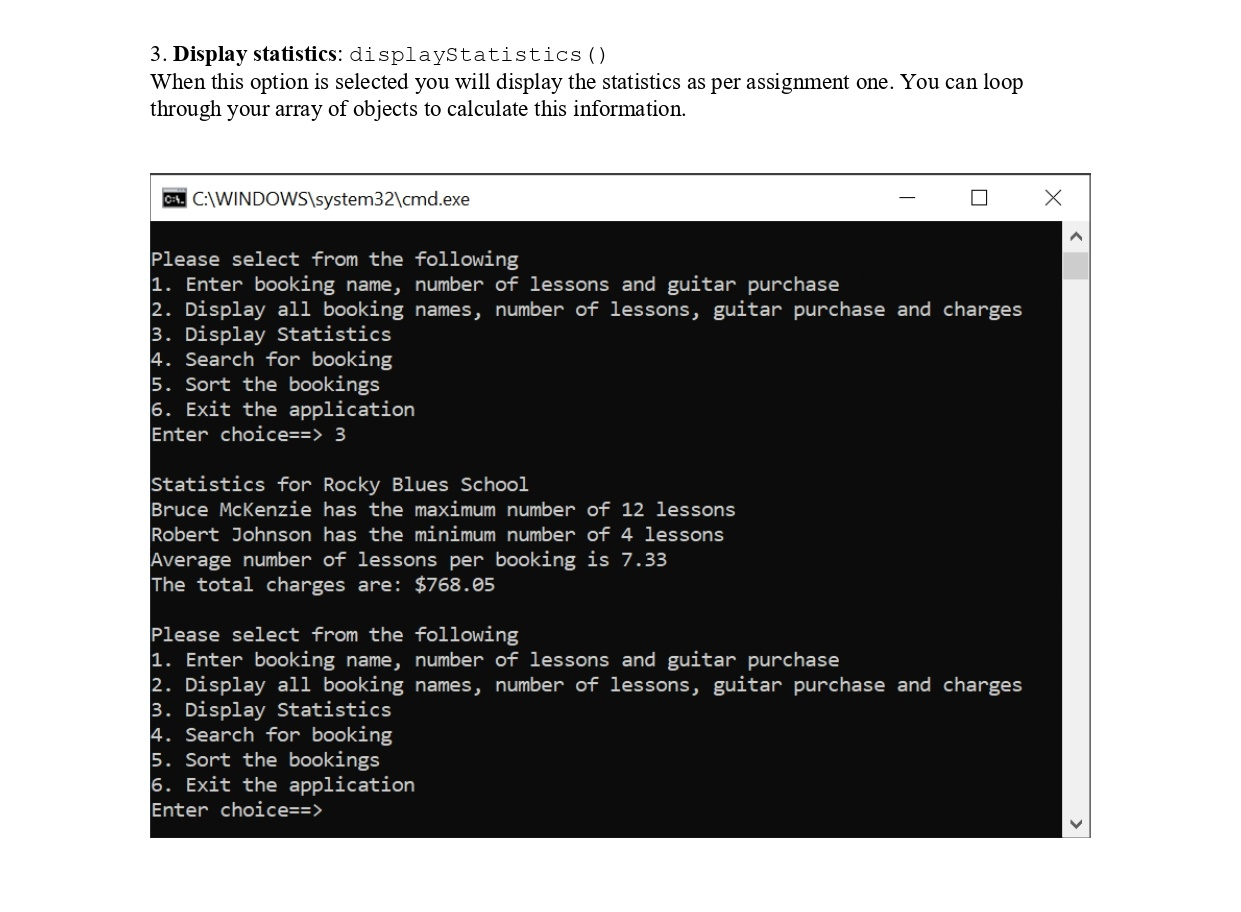 3. Display statistics: displayStatistics()
When this option is selected you will display the statistics as per assignment one. You can loop
through your array of objects to calculate this information.
C:\WINDOWS\system32\cmd.exe
Please select from the following
1. Enter booking name, number of lessons and guitar purchase
2. Display all booking names, number of lessons, guitar purchase and charges
3. Display Statistics
4. Search for booking
5. Sort the bookings
6. Exit the application
Enter choice==> 3
Statistics for Rocky Blues School
Bruce McKenzie has the maximum number of 12 lessons
Robert Johnson has the minimum number of 4 lessons
Average number of lessons per booking is 7.33
The total charges are: $768.05
Please select from the following
1. Enter booking name, number of lessons and guitar purchase
2. Display all booking names, number of lessons, guitar purchase and charges
3. Display Statistics
4. Search for booking
5. Sort the bookings
6. Exit the application
Enter choice==>